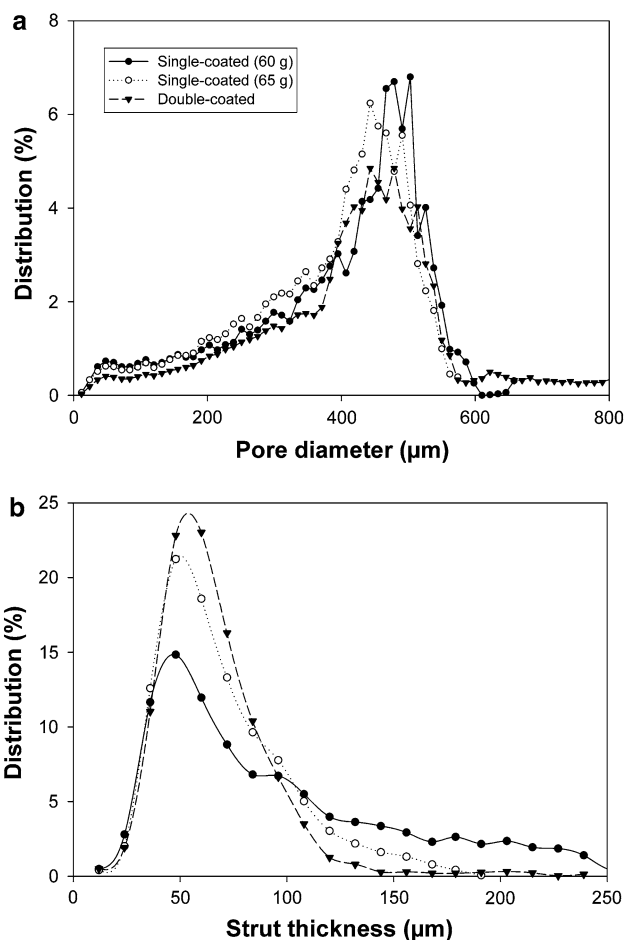 a
8
6
4
2
0
Distribution (%)
Single-coated (60 g)
Single-coated (65 g)
Double-coated
0 200 400 600 800
Pore diameter (µm)
b
25
20
15
10
5
0
Distribution (%)
0 50 100 150 200 250
Strut thickness (µm)